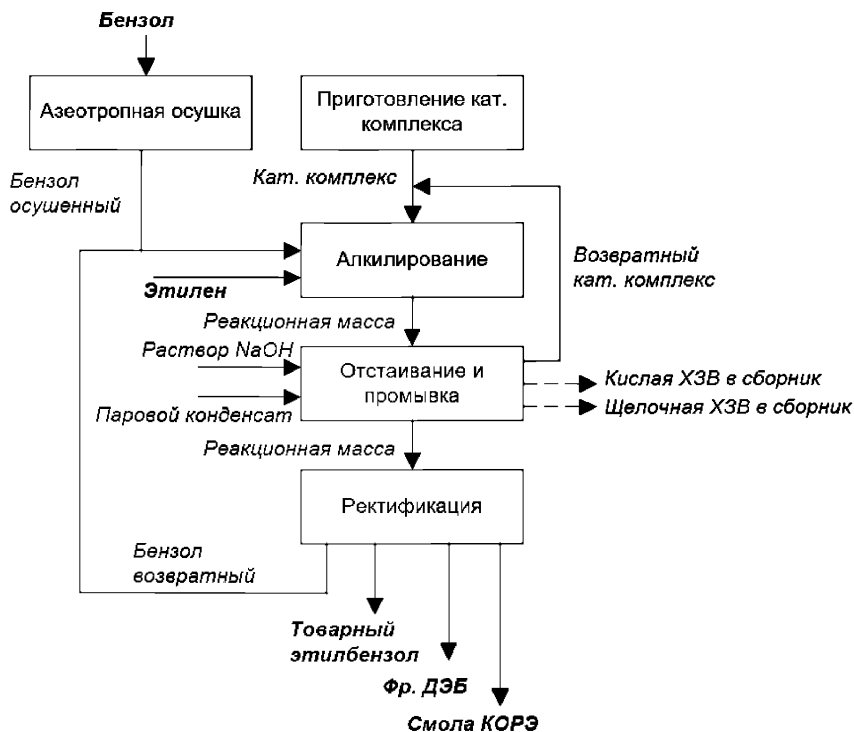 Бензол
Азеотропная осушка
Приготовление кат.
комплекса
Бензол
осушенный
Кат. комплекс
Алкилирование
Возвратный
кат. комплекс
Этилен
Реакционная масса
Раствор NaOH
Отстаивание и
промывка
Кислая ХЗВ в сборник
Щелочная ХЗВ в сборник
Паровой конденсат
Реакционная масса
Ректификация
Бензол
возвратный
Товарный
этилбензол
Фр. ДЭБ
Смола КОРЭ